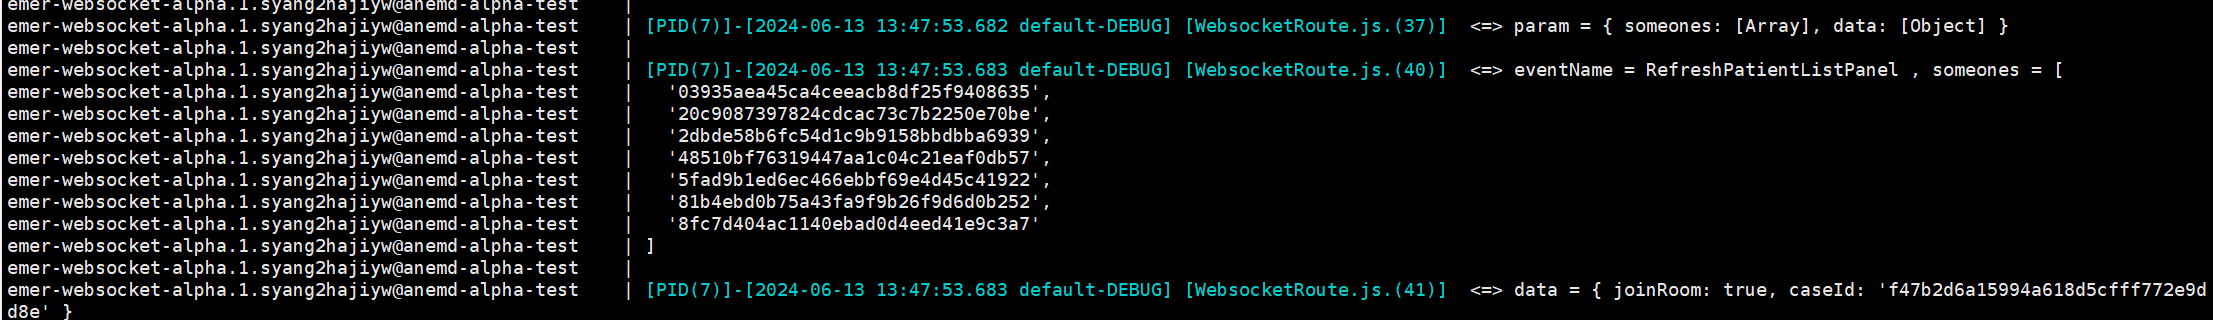 emer-websocket-alpha.1.syang2hajiyw@anemd-alpha-test    |
emer-websocket-alpha.1.syang2hajiyw@anemd-alpha-test    | [PID(7)]-[2024-06-13 13:47:53.682 default-DEBUG] [WebsocketRoute.js.(37)]  <=> param = { someones: [Array], data: [Object] }
emer-websocket-alpha.1.syang2hajiyw@anemd-alpha-test    |
emer-websocket-alpha.1.syang2hajiyw@anemd-alpha-test    | [PID(7)]-[2024-06-13 13:47:53.683 default-DEBUG] [WebsocketRoute.js.(40)]  <=> eventName = RefreshPatientListPanel , someones = [
emer-websocket-alpha.1.syang2hajiyw@anemd-alpha-test    |   '03935aea45ca4ceeacb8df25f9408635',
emer-websocket-alpha.1.syang2hajiyw@anemd-alpha-test    |   '20c9087397824cdcac73c7b2250e70be',
emer-websocket-alpha.1.syang2hajiyw@anemd-alpha-test    |   '2dbde58b6fc54d1c9b9158bbdbba6939',
emer-websocket-alpha.1.syang2hajiyw@anemd-alpha-test    |   '48510bf76319447aa1c04c21eaf0db57',
emer-websocket-alpha.1.syang2hajiyw@anemd-alpha-test    |   '5fad9b1ed6ec466ebbf69e4d45c41922',
emer-websocket-alpha.1.syang2hajiyw@anemd-alpha-test    |   '81b4ebd0b75a43fa9f9b26f9d6d0b252',
emer-websocket-alpha.1.syang2hajiyw@anemd-alpha-test    |   '8fc7d404ac1140ebad0d4eed41e9c3a7'
emer-websocket-alpha.1.syang2hajiyw@anemd-alpha-test    | ]
emer-websocket-alpha.1.syang2hajiyw@anemd-alpha-test    |
emer-websocket-alpha.1.syang2hajiyw@anemd-alpha-test    | [PID(7)]-[2024-06-13 13:47:53.683 default-DEBUG] [WebsocketRoute.js.(41)]  <=> data = { joinRoom: true, caseId: 'f47b2d6a15994a618d5cfff772e9d
d8e' }